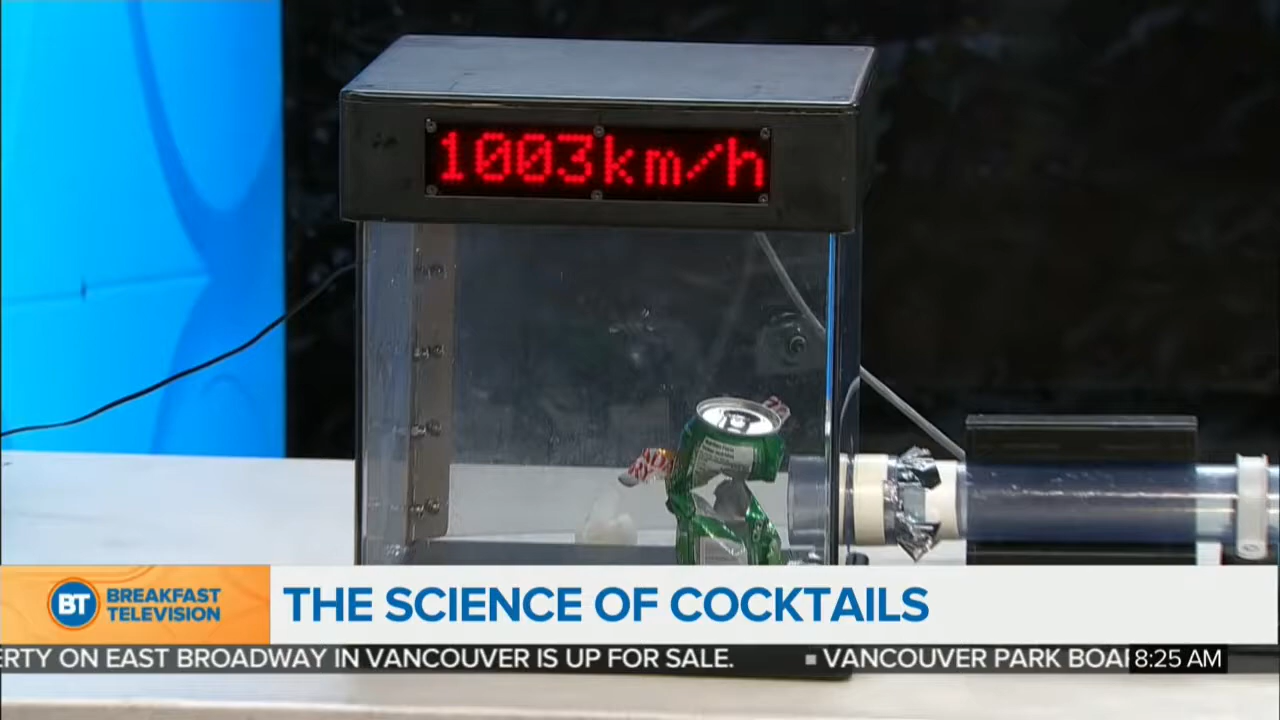 1003km/h
BT
BREAKFAST
TELEVISION
THE SCIENCE OF COCKTAILS
ERTY ON EAST BROADWAY IN VANCOUVER IS UP FOR SALE.
VANCOUVER PARK BOA
8:25 AM